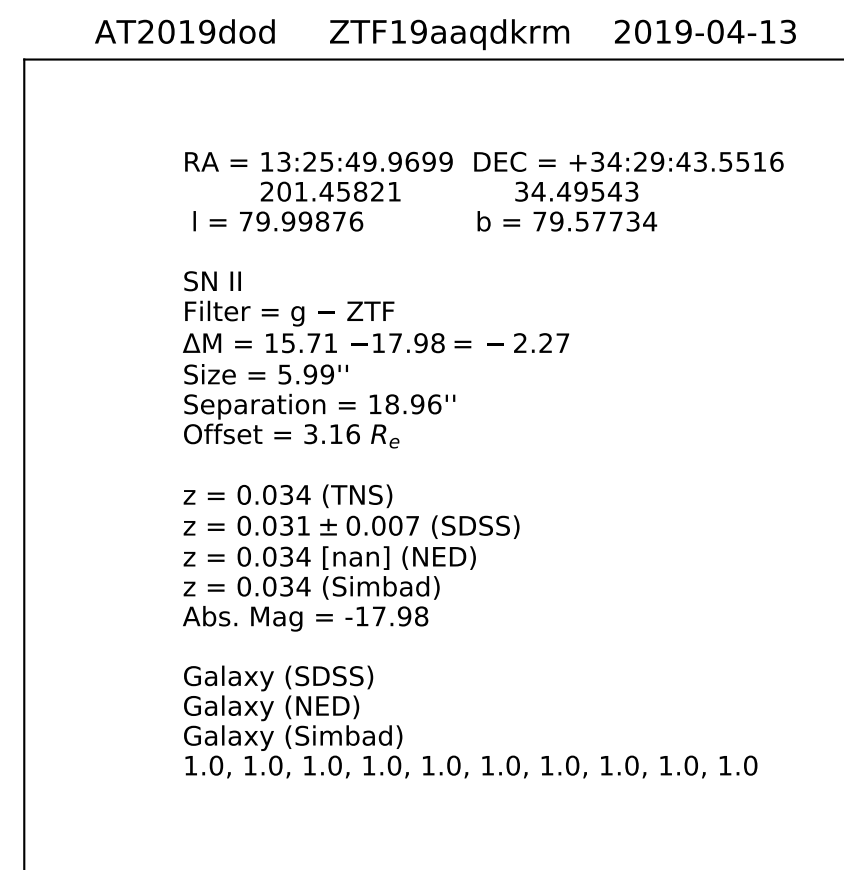 AT2019dod ZTF19aaqdkrm 2019-04-13
RA = 13:25:49.9699 DEC = +34:29:43.5516
201.45821 34.49543
l = 79.99876 b = 79.57734
SN II
Filter = g − ZTF
ΔM = 15.71 −17.98 = − 2.27
Size = 5.99''
Separation = 18.96''
Offset = 3.16 Rₑ
z = 0.034 (TNS)
z = 0.031 ± 0.007 (SDSS)
z = 0.034 [nan] (NED)
z = 0.034 (Simbad)
Abs. Mag = -17.98
Galaxy (SDSS)
Galaxy (NED)
Galaxy (Simbad)
1.0, 1.0, 1.0, 1.0, 1.0, 1.0, 1.0, 1.0, 1.0, 1.0